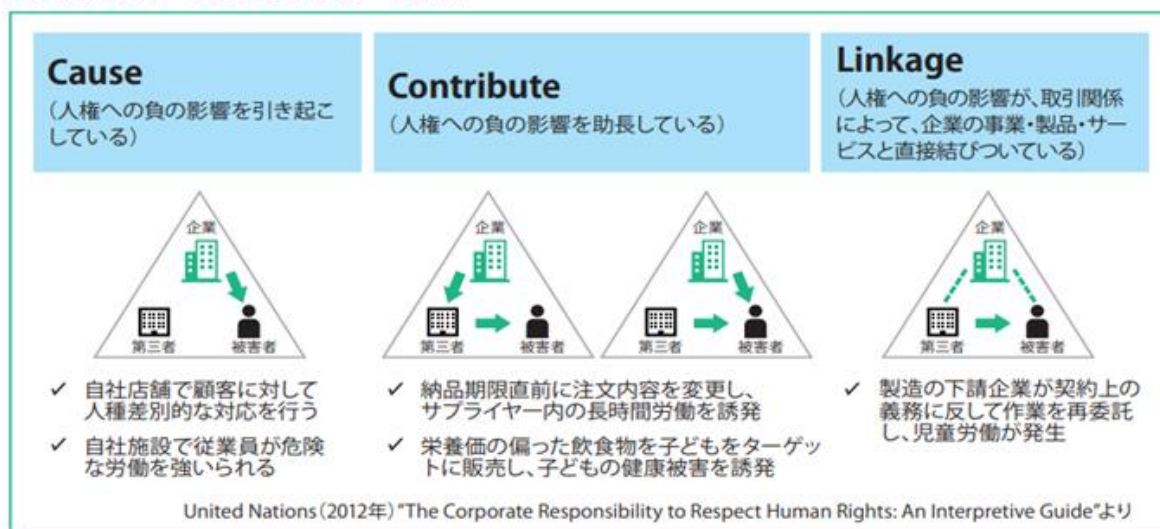 Cause
(人権への負の影響を引き起こ
している)
Contribute
(人権への負の影響を助長している)
Linkage
(人権への負の影響が、取引関係
によって、企業の事業・製品・サー
ビスと直接結びついている)
企業
第三者
被害者
企業
第三者
被害者
企業
第三者
被害者
企業
第三者
被害者
✓ 自社店舗で顧客に対して
人種差別的な対応を行う
✓ 自社施設で従業員が危険
な労働を強いられる
✓ 納品期限直前に注文内容を変更し、
サプライヤー内の長時間労働を誘発
✓ 栄養価の偏った飲食物を子どもをターゲッ
トに販売し、子どもの健康被害を誘発
✓ 製造の下請企業が契約上の
義務に反して作業を再委託
し、児童労働が発生
United Nations(2012年)"The Corporate Responsibility to Respect Human Rights: An Interpretive Guide"より